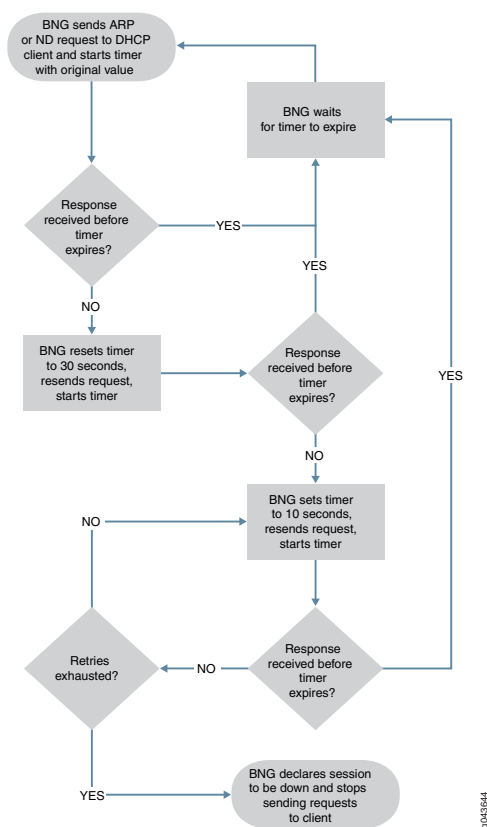 BNG sends ARP
or ND request to DHCP
client and starts timer
with original value
BNG waits
for timer to expire
Response
received before
timer
expires?
YES
YES
NO
BNG resets timer
to 30 seconds,
resends request,
starts timer
Response
received before
timer
expires?
YES
NO
BNG sets timer
to 10 seconds,
resends request,
starts timer
NO
Retries
exhausted?
NO
Response
received before
timer
expires?
YES
BNG declares session
to be down and stops
sending requests
to client
g043644